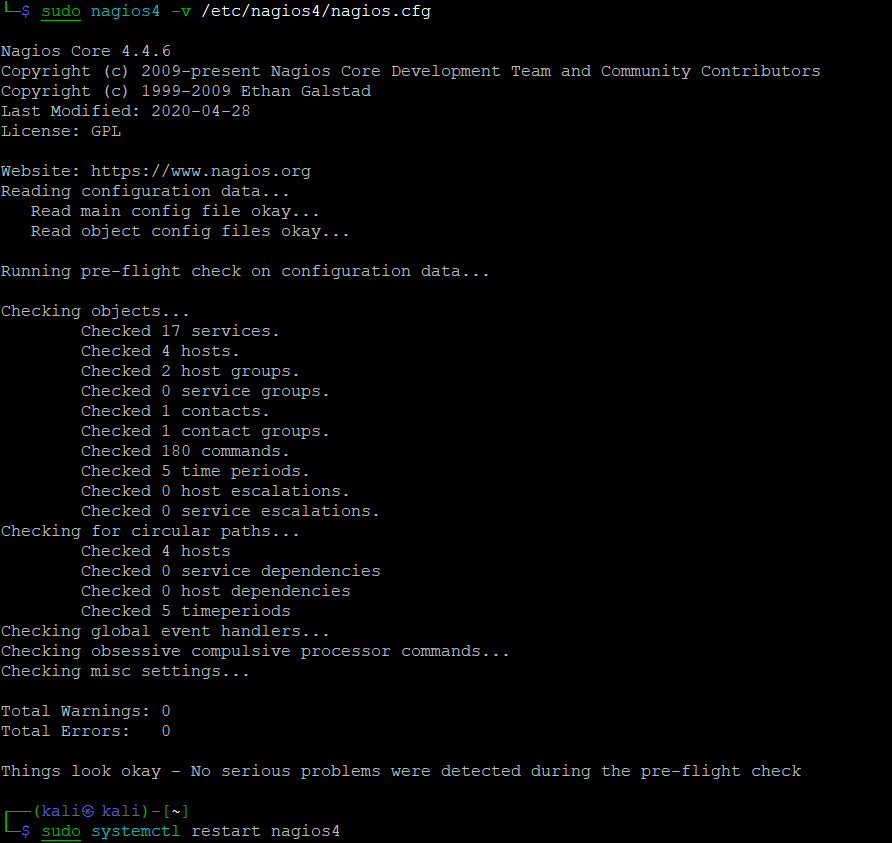 └─$ sudo nagios4 -v /etc/nagios4/nagios.cfg
Nagios Core 4.4.6
Copyright (c) 2009-present Nagios Core Development Team and Community Contributors
Copyright (c) 1999-2009 Ethan Galstad
Last Modified: 2020-04-28
License: GPL
Website: https://www.nagios.org
Reading configuration data...
   Read main config file okay...
   Read object config files okay...
Running pre-flight check on configuration data...
Checking objects...
        Checked 17 services.
        Checked 4 hosts.
        Checked 2 host groups.
        Checked 0 service groups.
        Checked 1 contacts.
        Checked 1 contact groups.
        Checked 180 commands.
        Checked 5 time periods.
        Checked 0 host escalations.
        Checked 0 service escalations.
Checking for circular paths...
        Checked 4 hosts
        Checked 0 service dependencies
        Checked 0 host dependencies
        Checked 5 timeperiods
Checking global event handlers...
Checking obsessive compulsive processor commands...
Checking misc settings...
Total Warnings: 0
Total Errors:   0
Things look okay - No serious problems were detected during the pre-flight check
┌──(kali㉿kali)-[~]
└─$ sudo systemctl restart nagios4